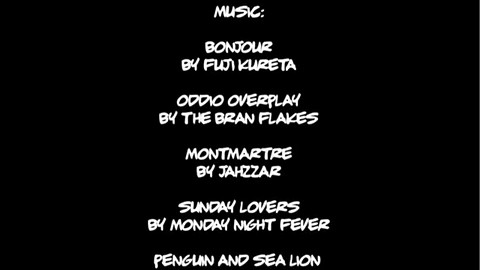 MUSIC:
BONJOUR
BY FUJI KURETA
ODDIO OVERPLAY
BY THE BRAN FLAKES
MONTMARTRE
BY JAHZZAR
SUNDAY LOVERS
BY MONDAY NIGHT FEVER
PENGUIN AND SEA LION